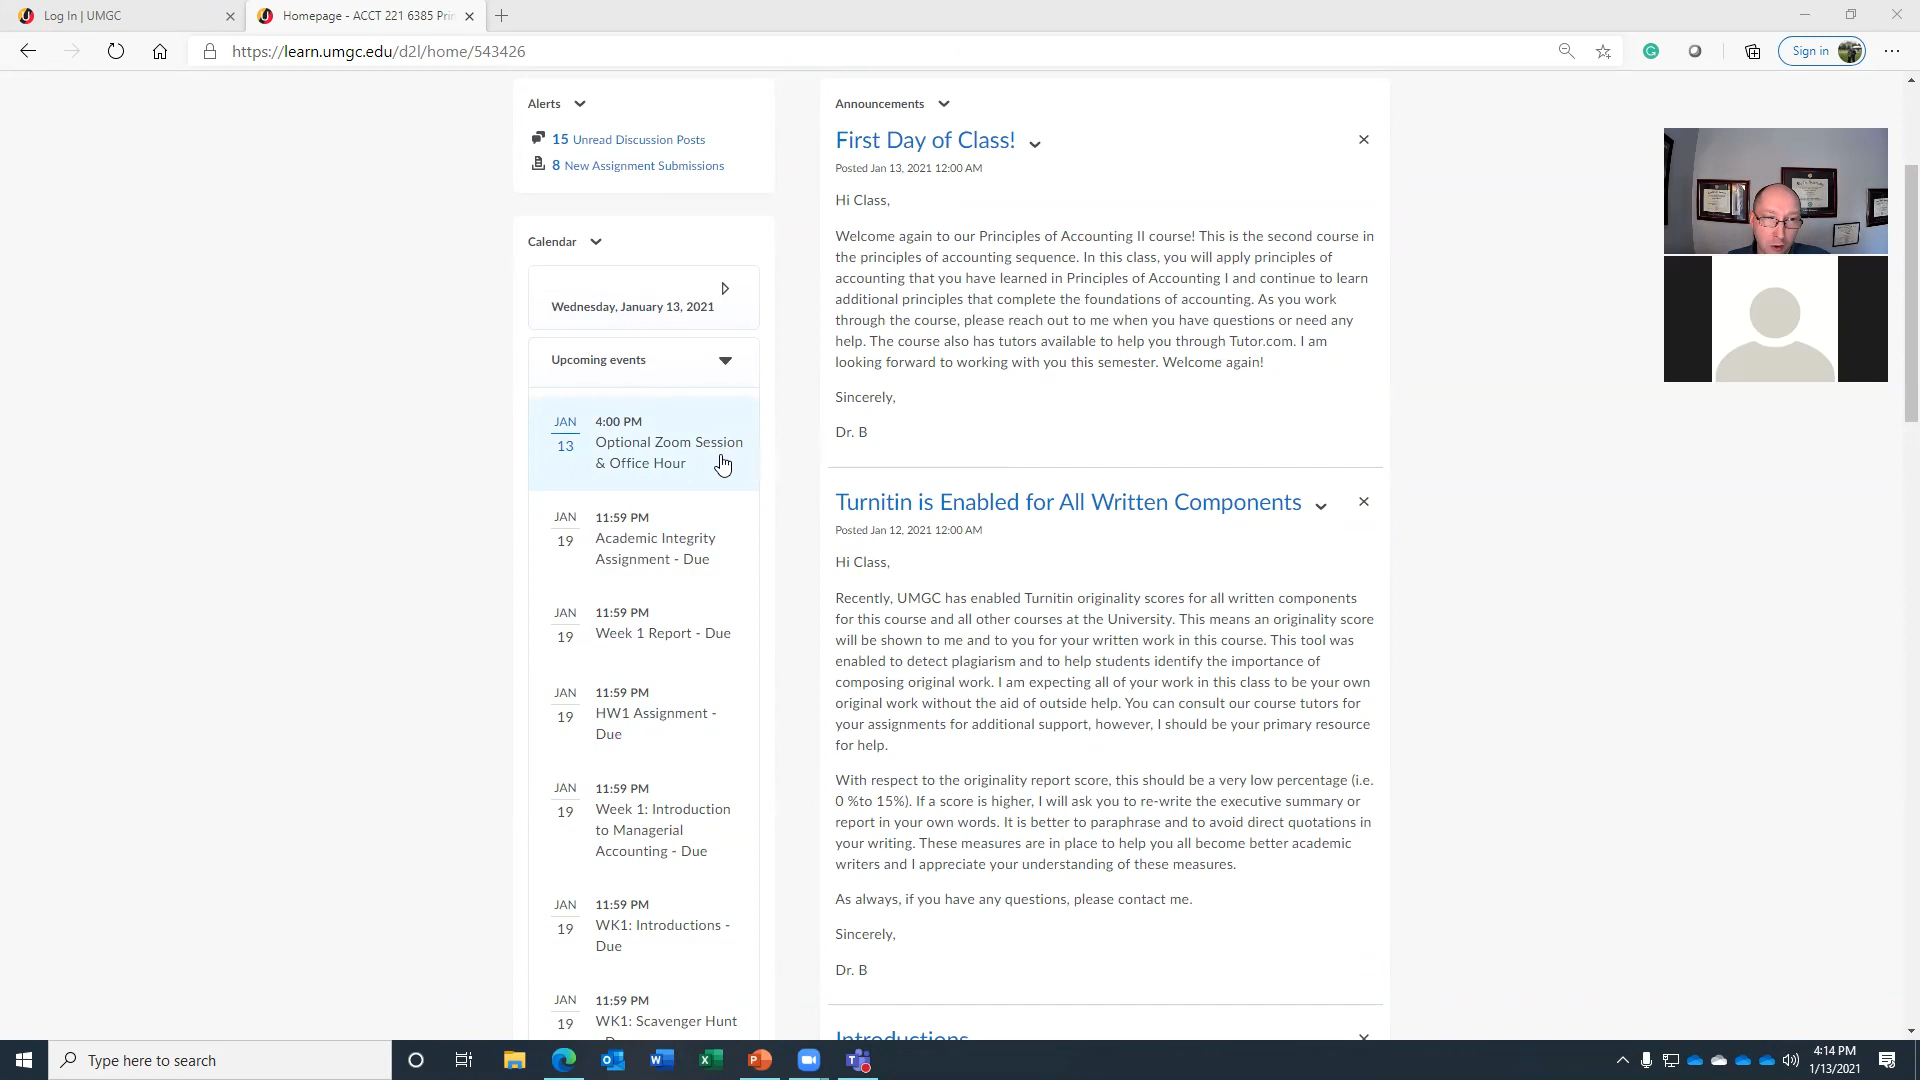 Log In | UMGC
Homepage - ACCT 221 6385 Prin
https://learn.umgc.edu/d2l/home/543426
Sign in
Alerts
15 Unread Discussion Posts
8 New Assignment Submissions
Calendar
Wednesday, January 13, 2021
Upcoming events
JAN
13
4:00 PM
Optional Zoom Session
& Office Hour
JAN
19
11:59 PM
Academic Integrity
Assignment - Due
JAN
19
11:59 PM
Week 1 Report - Due
JAN
19
11:59 PM
HW1 Assignment -
Due
JAN
19
11:59 PM
Week 1: Introduction
to Managerial
Accounting - Due
JAN
19
11:59 PM
WK1: Introductions -
Due
JAN
19
11:59 PM
WK1: Scavenger Hunt
Announcements
First Day of Class!
Posted Jan 13, 2021 12:00 AM
Hi Class,
Welcome again to our Principles of Accounting II course! This is the second course in
the principles of accounting sequence. In this class, you will apply principles of
accounting that you have learned in Principles of Accounting I and continue to learn
additional principles that complete the foundations of accounting. As you work
through the course, please reach out to me when you have questions or need any
help. The course also has tutors available to help you through Tutor.com. I am
looking forward to working with you this semester. Welcome again!
Sincerely,
Dr. B
Turnitin is Enabled for All Written Components
Posted Jan 12, 2021 12:00 AM
Hi Class,
Recently, UMGC has enabled Turnitin originality scores for all written components
for this course and all other courses at the University. This means an originality score
will be shown to me and to you for your written work in this course. This tool was
enabled to detect plagiarism and to help students identify the importance of
composing original work. I am expecting all of your work in this class to be your own
original work without the aid of outside help. You can consult our course tutors for
your assignments for additional support, however, I should be your primary resource
for help.
With respect to the originality report score, this should be a very low percentage (i.e.
0 %to 15%). If a score is higher, I will ask you to re-write the executive summary or
report in your own words. It is better to paraphrase and to avoid direct quotations in
your writing. These measures are in place to help you all become better academic
writers and I appreciate your understanding of these measures.
As always, if you have any questions, please contact me.
Sincerely,
Dr. B
Introductions
Type here to search
4:14 PM
1/13/2021